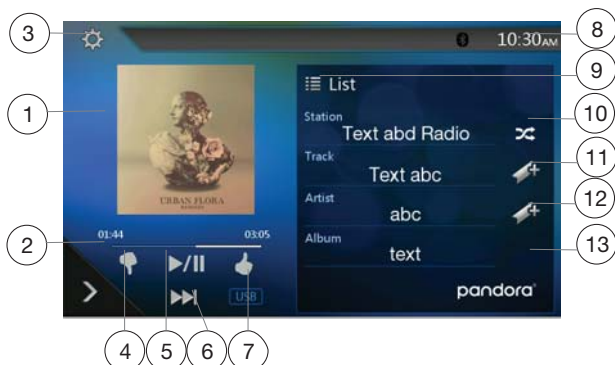 3
8
10:30AM
1
9
List
Station
10
Text abd Radio
Track
11
Text abc
URBAN FLORA
Artist
12
abc
2
01:44
03:05
Album
13
text
USB
pandora
4
5
6
7